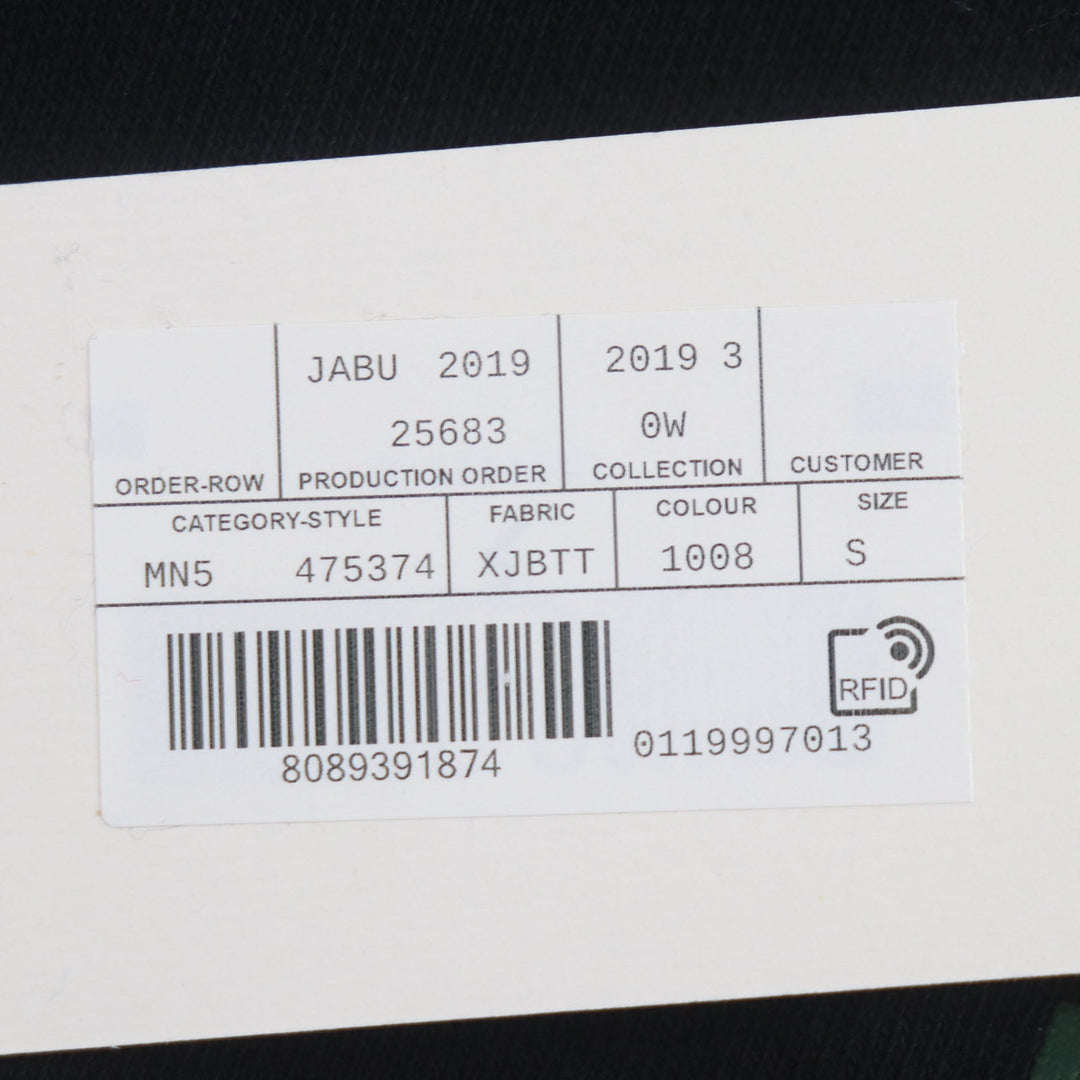 JABU 2019 2019 3
25683 0W
ORDER-ROW PRODUCTION ORDER COLLECTION CUSTOMER
CATEGORY-STYLE FABRIC COLOUR SIZE
MN5 475374 XJBTT 1008 S
RFID
8089391874 0119997013